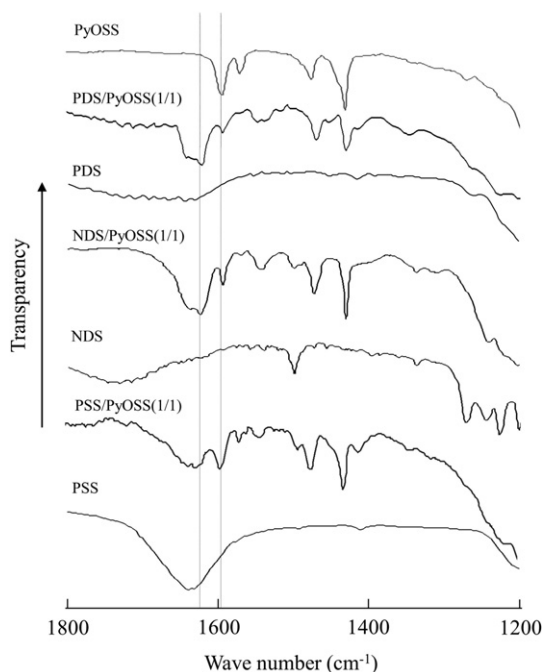 PyOSS
PDS/PyOSS(1/1)
PDS
NDS/PyOSS(1/1)
NDS
PSS/PyOSS(1/1)
PSS
Transparency
1800 1600 1400 1200
Wave number (cm-1)